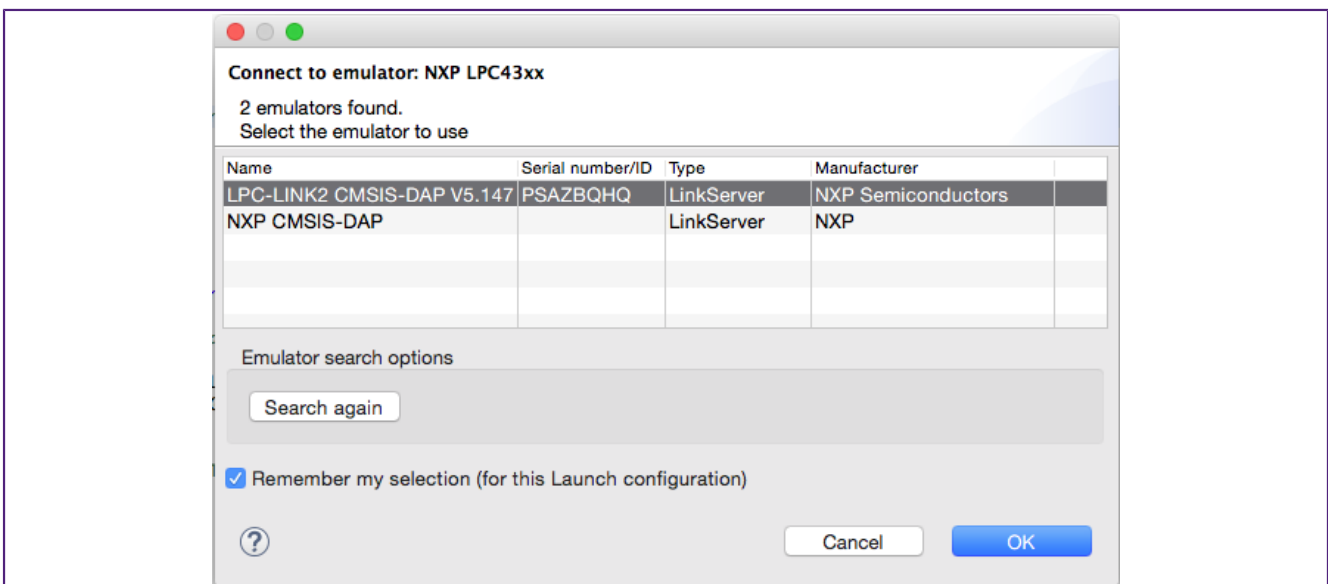 Connect to emulator: NXP LPC43xx
2 emulators found.
Select the emulator to use
Name Serial number/ID Type Manufacturer
LPC-LINK2 CMSIS-DAP V5.147 PSAZBQHQ LinkServer NXP Semiconductors
NXP CMSIS-DAP LinkServer NXP
Emulator search options
Search again
Remember my selection (for this Launch configuration)
? Cancel OK